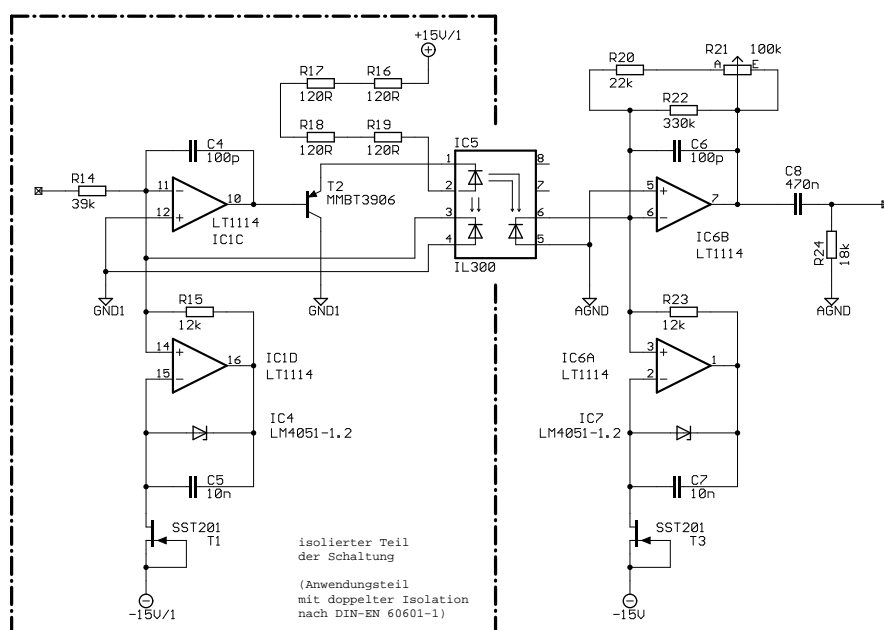 +15V/1
R17 R16
120R 120R
R18 R19
120R 120R
R20
22k
R21 100k
A E
R22
330k
C4
100p
IC5
1 8
2 7
3 6
4 5
IL300
C6
100p
R14
39k
11 −
12 +
10
LT1114
IC1C
T2
MMBT3906
5 +
6 −
7
IC6B
LT1114
C8
470n
R24
18k
GND1
GND1
AGND
AGND
R15
12k
14 +
15 −
16
IC1D
LT1114
R23
12k
3 +
2 −
1
IC6A
LT1114
IC4
LM4051-1.2
IC7
LM4051-1.2
C5
10n
C7
10n
SST201
T1
SST201
T3
-15V/1
-15V
isolierter Teil
der Schaltung
(Anwendungsteil
mit doppelter Isolation
nach DIN-EN 60601-1)